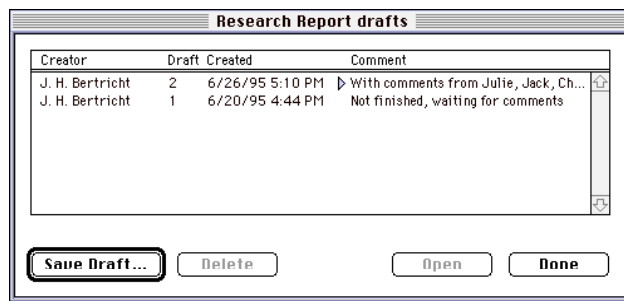 Research Report drafts
Creator Draft Created Comment
J. H. Bertricht 2 6/26/95 5:10 PM With comments from Julie, Jack, Ch...
J. H. Bertricht 1 6/20/95 4:44 PM Not finished, waiting for comments
Save Draft... Delete Open Done